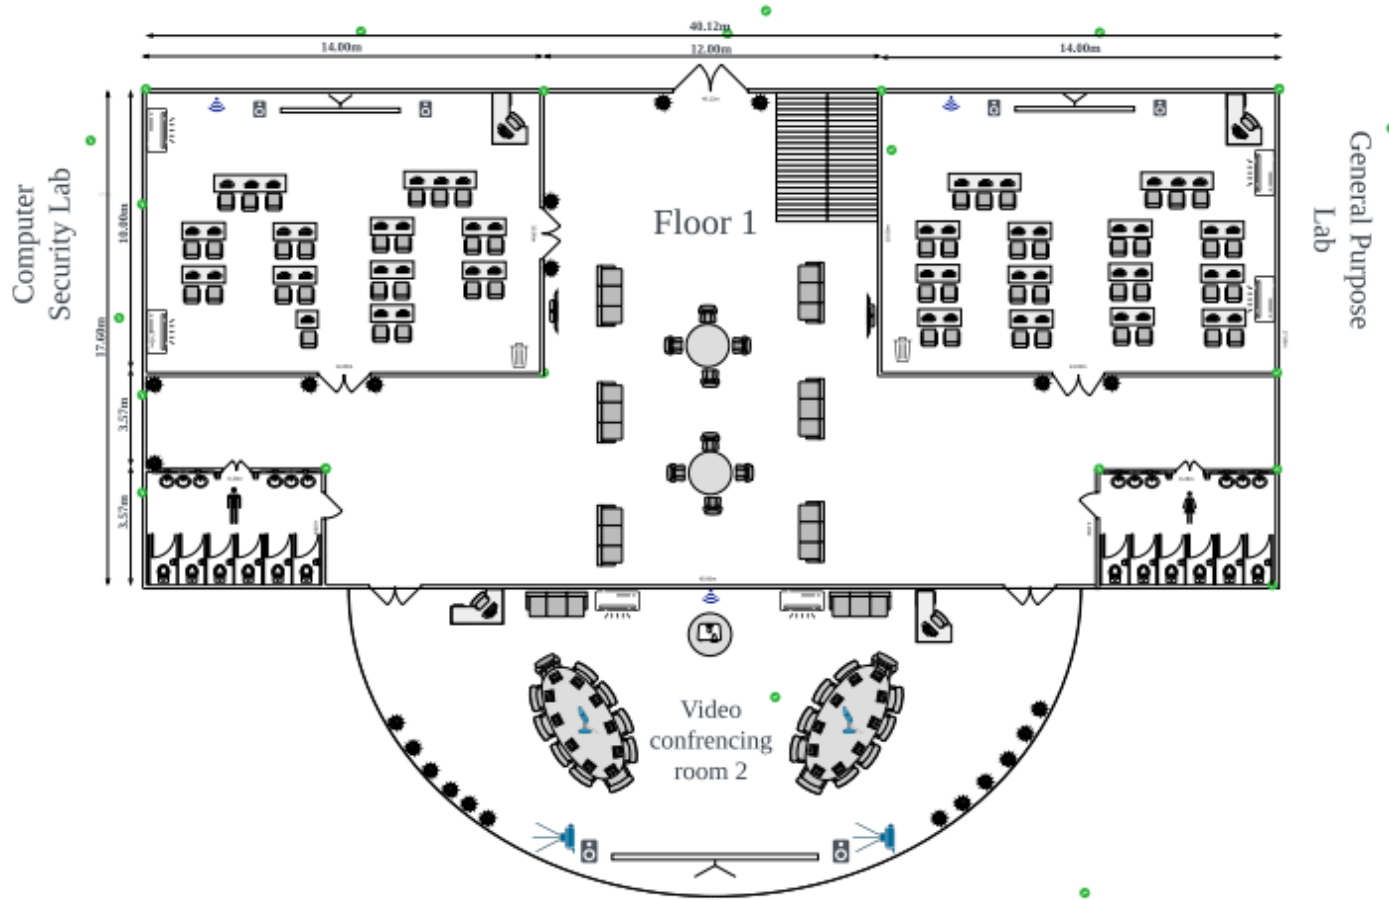 40.12m
14.00m
12.00m
14.00m
Computer
Security Lab
10.00m
17.60m
3.57m
3.57m
Floor 1
General Purpose
Lab
Video
confrencing
room 2